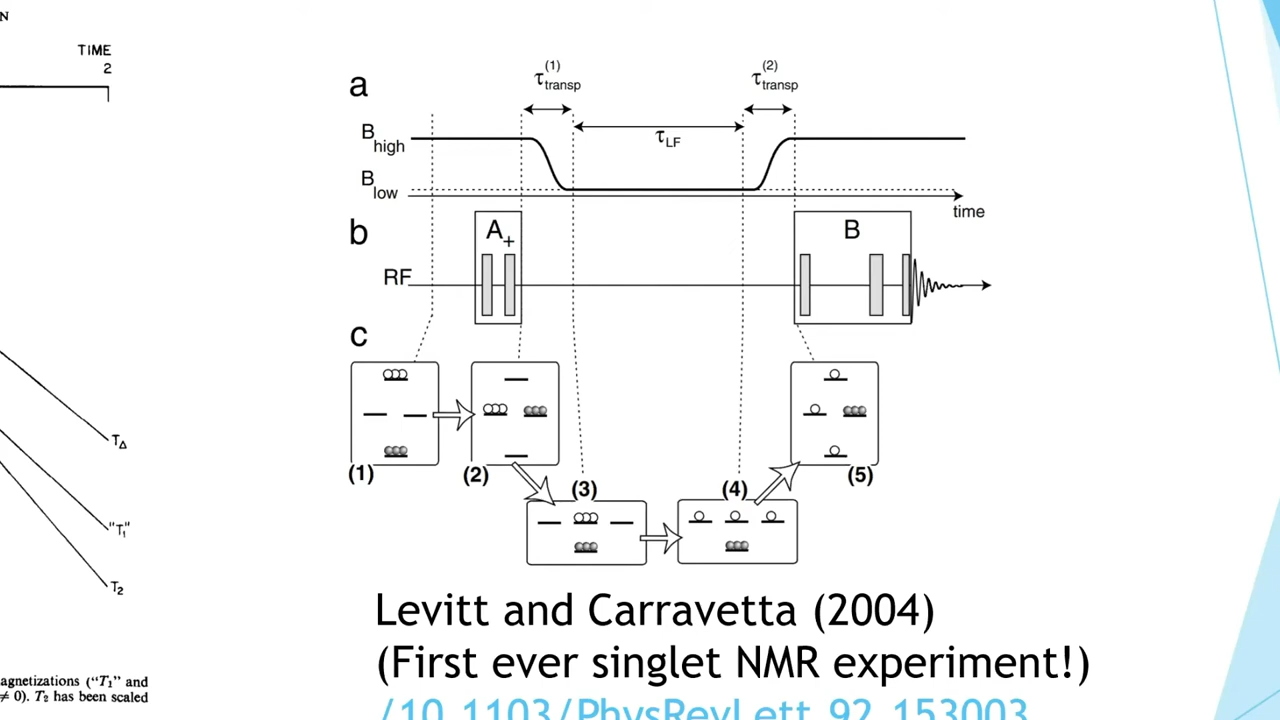 N
TIME
2
T∆
"T₁"
T₂
agnetizations ("T₁" and
≠ 0). T₂ has been scaled
a
τ(1)transp
τ(2)transp
Bhigh
τLF
Blow
time
b
A+
B
RF
c
(1)
(2)
(3)
(4)
(5)
Levitt and Carravetta (2004)
(First ever singlet NMR experiment!)
/10.1103/PhysRevLett.92.153003